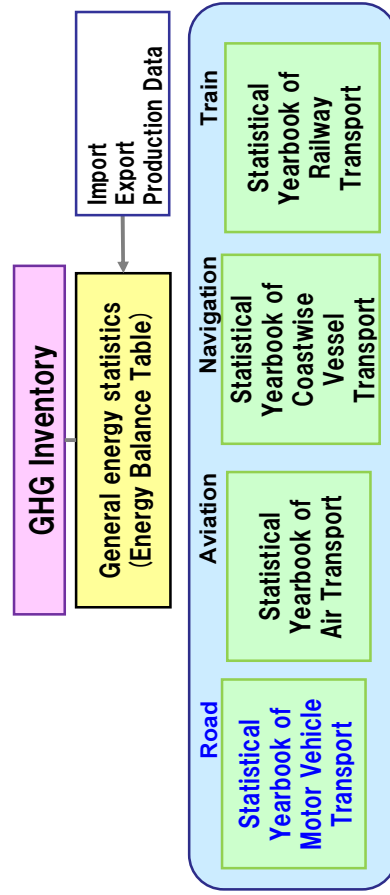 GHG Inventory
General energy statistics
(Energy Balance Table)
Import
Export
Production Data
Road
Statistical
Yearbook of
Motor Vehicle
Transport
Aviation
Statistical
Yearbook of
Air Transport
Navigation
Statistical
Yearbook of
Coastwise
Vessel
Transport
Train
Statistical
Yearbook of
Railway
Transport